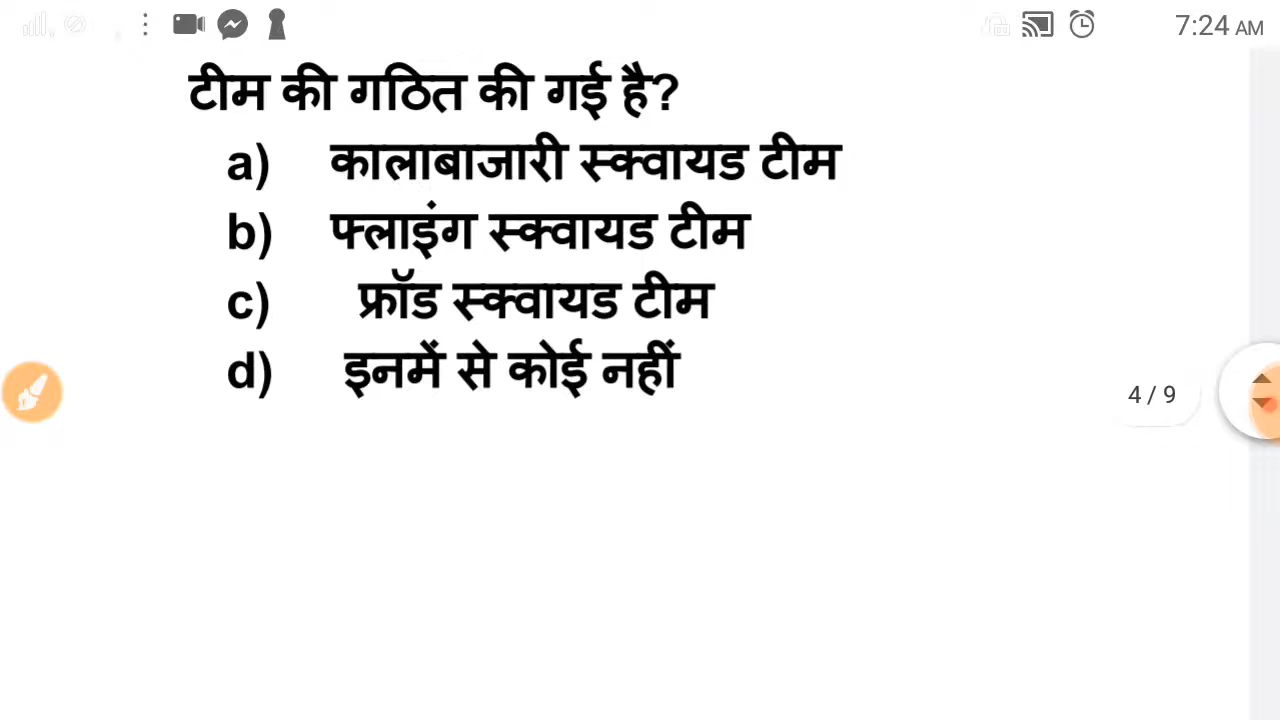 7:24 AM
टीम की गठित की गई है?
a) कालाबाजारी स्क्वायड टीम
b) फ्लाइंग स्क्वायड टीम
c) फ्रॉड स्क्वायड टीम
d) इनमें से कोई नहीं
4 / 9